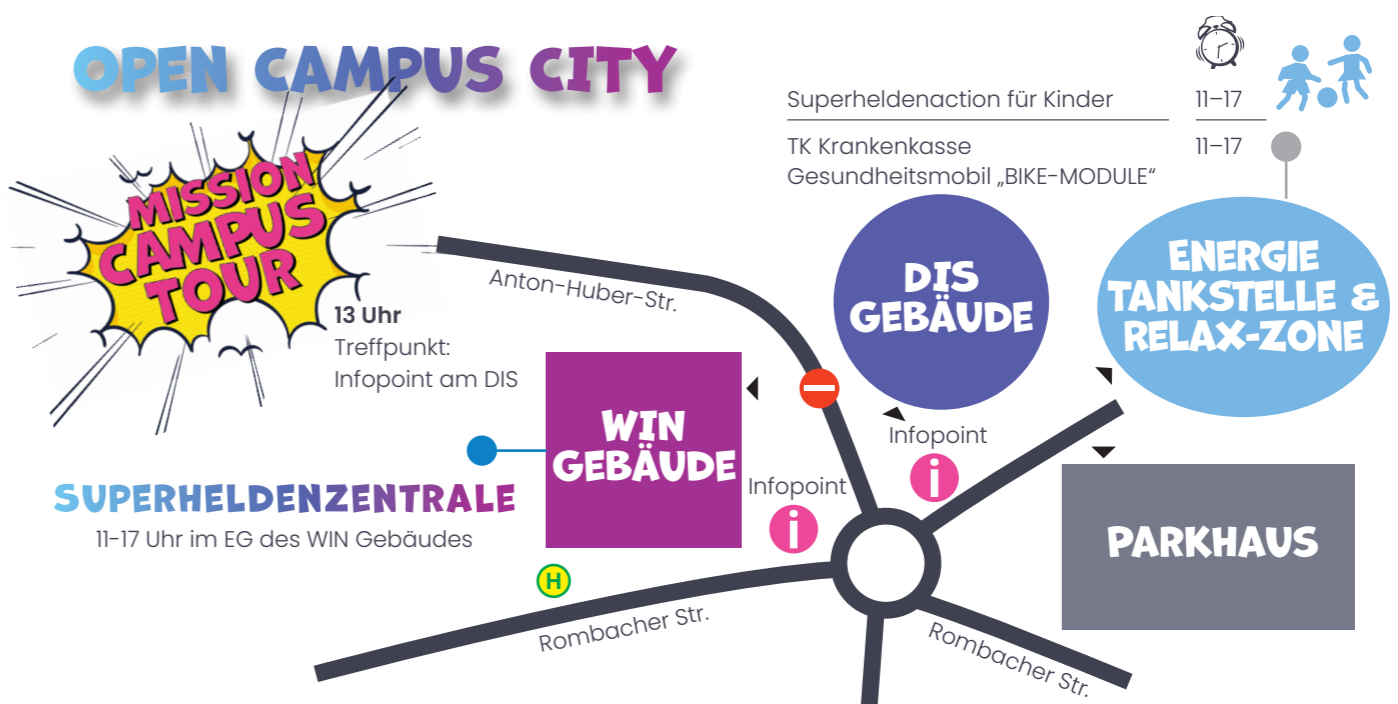 OPEN CAMPUS CITY
MISSION
CAMPUS
TOUR
13 Uhr
Treffpunkt:
Infopoint am DIS
Superheldenaction für Kinder
11–17
TK Krankenkasse
11–17
Gesundheitsmobil „BIKE-MODULE“
Anton-Huber-Str.
DIS
GEBÄUDE
ENERGIE
TANKSTELLE &
RELAX-ZONE
WIN
GEBÄUDE
Infopoint
i
Infopoint
i
SUPERHELDENZENTRALE
11-17 Uhr im EG des WIN Gebäudes
H
PARKHAUS
Rombacher Str.
Rombacher Str.